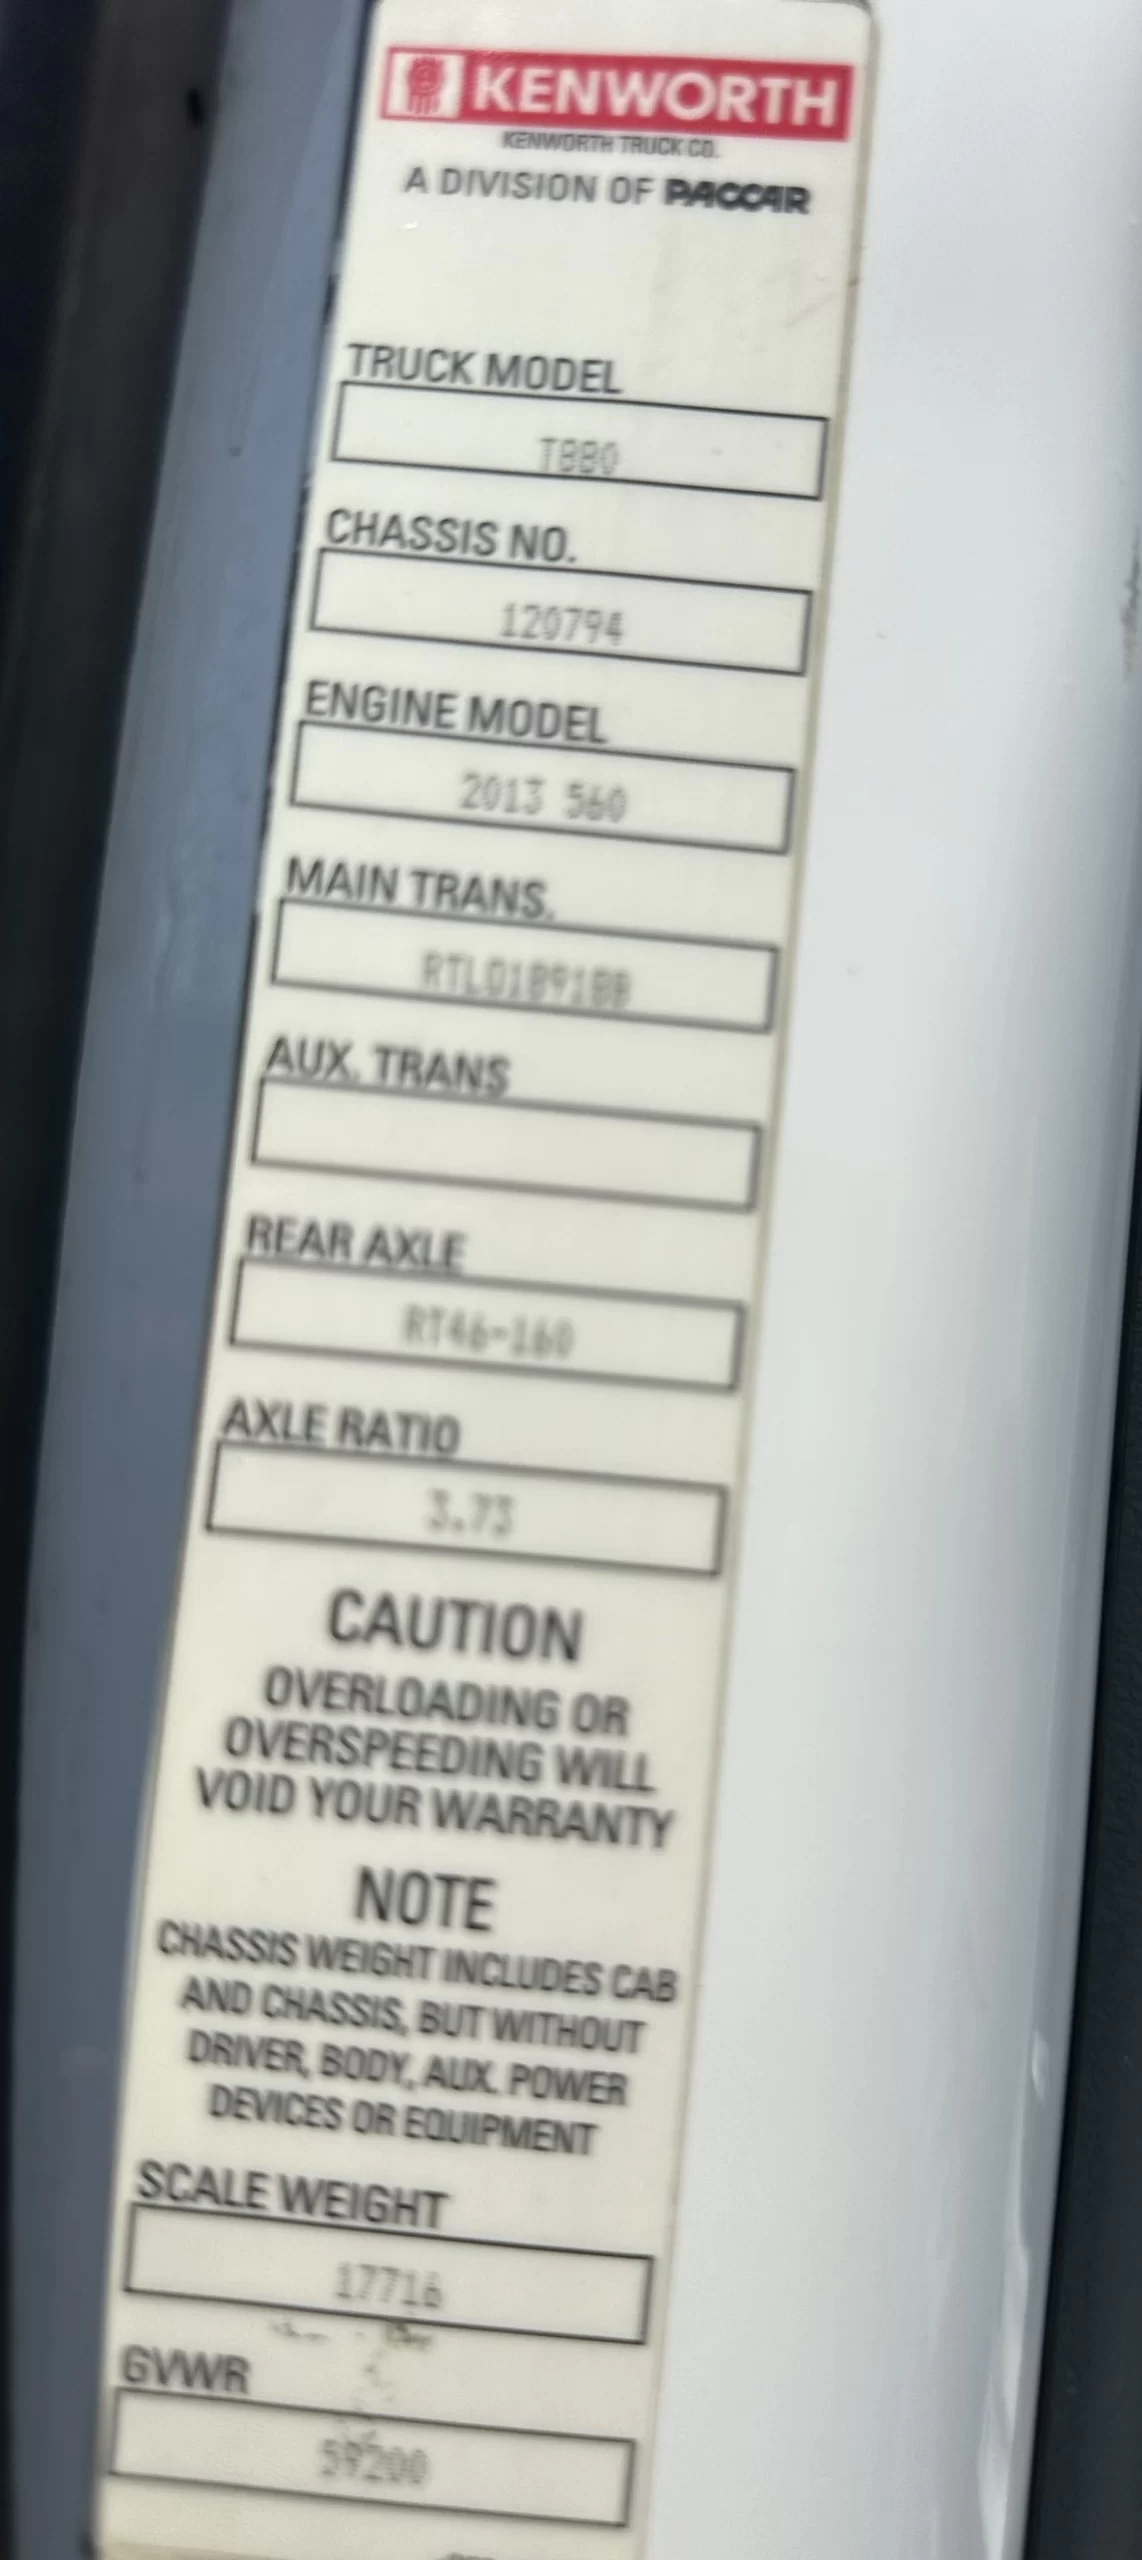 KENWORTH
KENWORTH TRUCK CO.
A DIVISION OF PACCAR
TRUCK MODEL
T880
CHASSIS NO.
120794
ENGINE MODEL
2013 560
MAIN TRANS.
RTLO18918B
AUX. TRANS
REAR AXLE
RT46-160
AXLE RATIO
3.73
CAUTION
OVERLOADING OR
OVERSPEEDING WILL
VOID YOUR WARRANTY
NOTE
CHASSIS WEIGHT INCLUDES CAB
AND CHASSIS, BUT WITHOUT
DRIVER, BODY, AUX. POWER
DEVICES OR EQUIPMENT
SCALE WEIGHT
17716
GVWR
59200